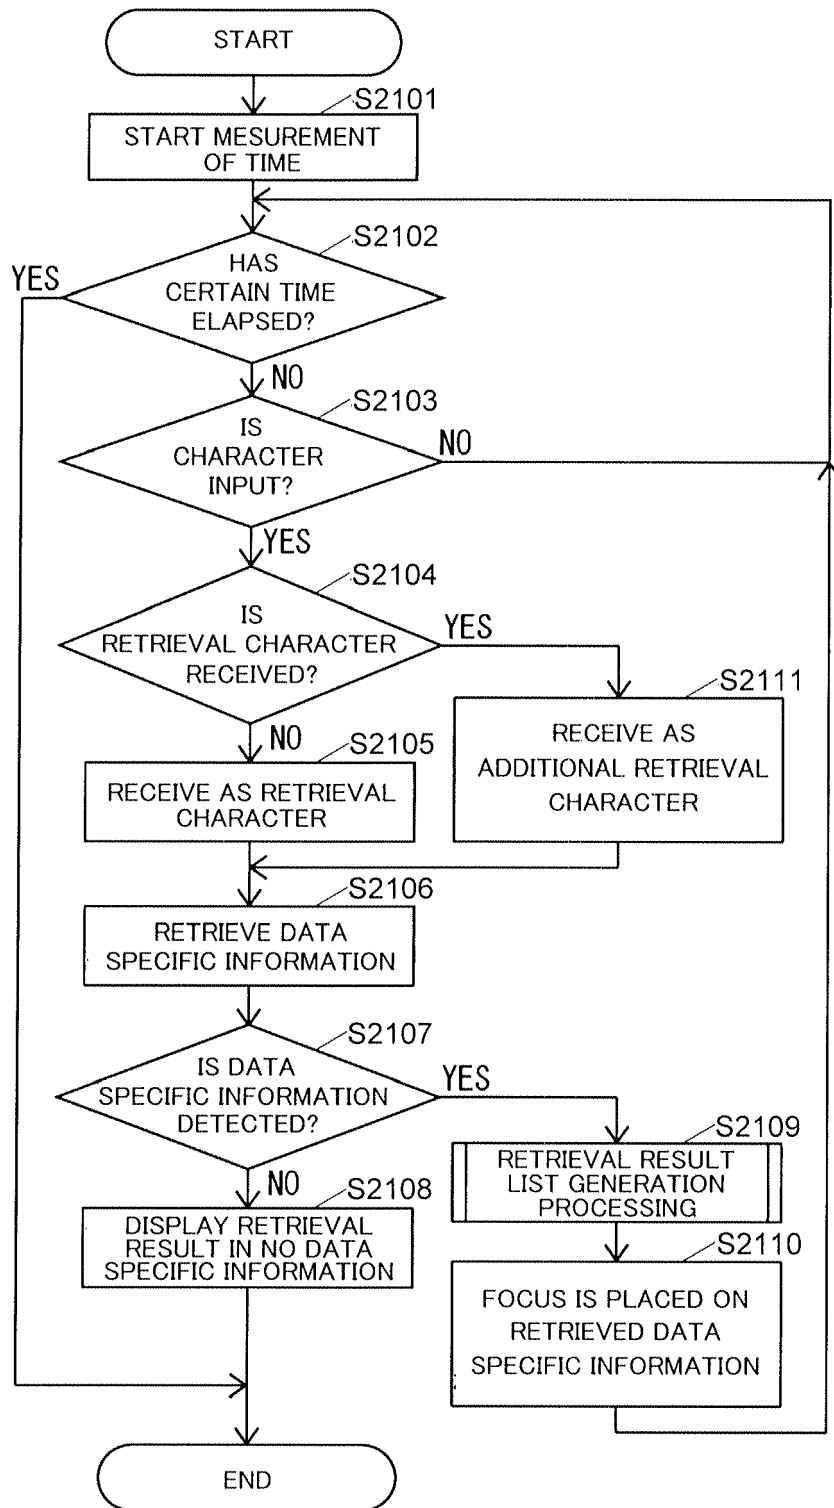 START
S2101
START MESUREMENT
OF TIME
S2102
YES
HAS
CERTAIN TIME
ELAPSED?
NO
S2103
IS
CHARACTER
INPUT?
NO
YES
S2104
IS
RETRIEVAL CHARACTER
RECEIVED?
YES
NO
S2105
RECEIVE AS RETRIEVAL
CHARACTER
S2111
RECEIVE AS
ADDITIONAL RETRIEVAL
CHARACTER
S2106
RETRIEVE DATA
SPECIFIC INFORMATION
S2107
IS DATA
SPECIFIC INFORMATION
DETECTED?
YES
NO
S2108
DISPLAY RETRIEVAL
RESULT IN NO DATA
SPECIFIC INFORMATION
S2109
RETRIEVAL RESULT
LIST GENERATION
PROCESSING
S2110
FOCUS IS PLACED ON
RETRIEVED DATA
SPECIFIC INFORMATION
END